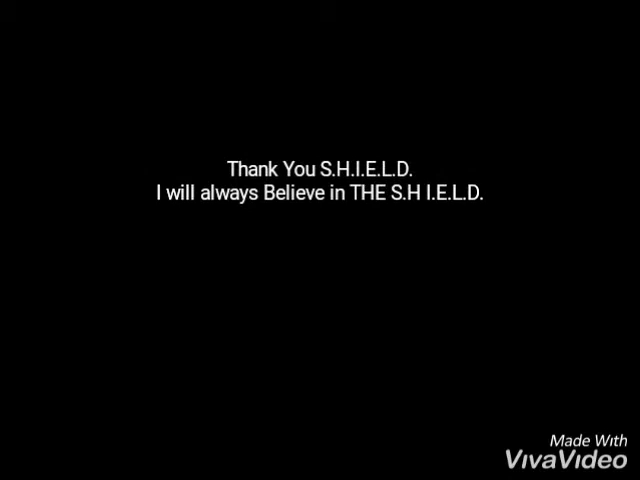 Thank You S.H.I.E.L.D.
I will always Believe in THE S.H I.E.L.D.
Made With
VivaVideo